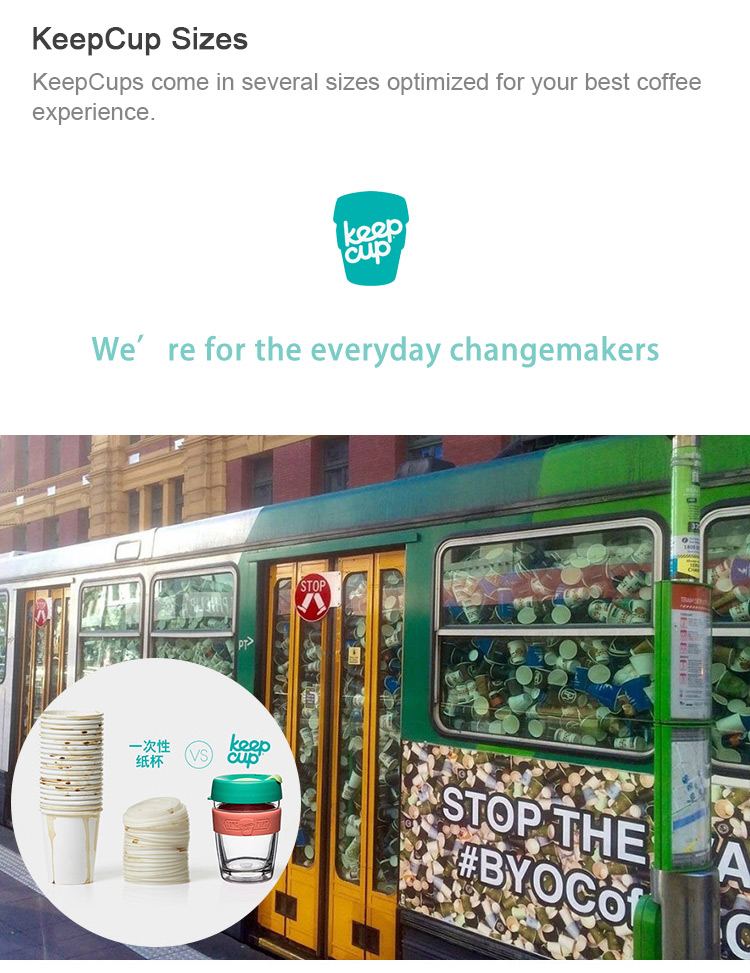 KeepCup Sizes
KeepCups come in several sizes optimized for your best coffee
experience.
keep
cup
We’re for the everyday changemakers
STOP
PT>
一次性
纸杯
VS
keep
cup
STOP THE
#BYOCof